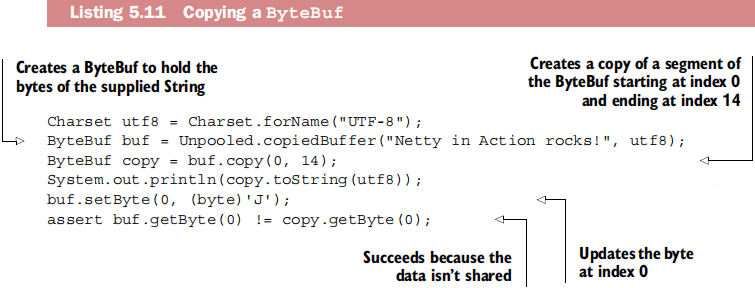 Listing 5.11 Copying a ByteBuf
Creates a ByteBuf to hold the
bytes of the supplied String
Creates a copy of a segment of
the ByteBuf starting at index 0
and ending at index 14
Charset utf8 = Charset.forName("UTF-8");
ByteBuf buf = Unpooled.copiedBuffer("Netty in Action rocks!", utf8);
ByteBuf copy = buf.copy(0, 14);
System.out.println(copy.toString(utf8));
buf.setByte(0, (byte)'J');
assert buf.getByte(0) != copy.getByte(0);
Succeeds because the
data isn't shared
Updates the byte
at index 0